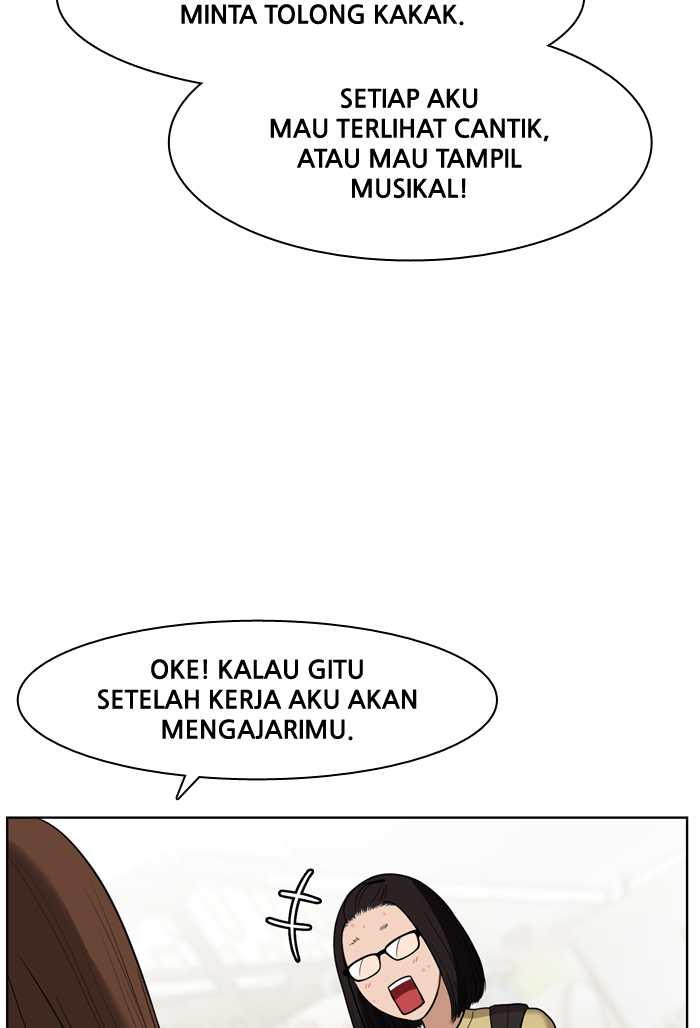 MINTA TOLONG KAKAK.
SETIAP AKU
MAU TERLIHAT CANTIK,
ATAU MAU TAMPIL
MUSIKAL!
OKE! KALAU GITU
SETELAH KERJA AKU AKAN
MENGAJARIMU.